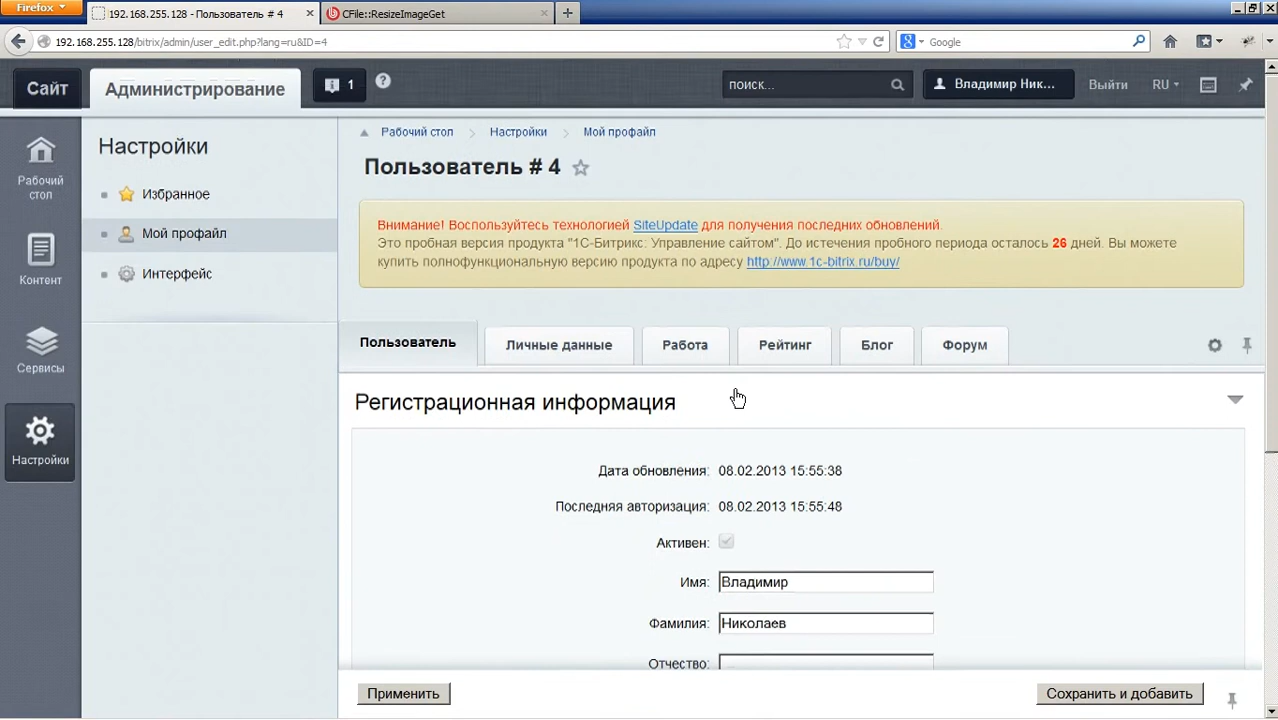 Firefox
192.168.255.128 - Пользователь # 4
CFile::ResizeImageGet
192.168.255.128/bitrix/admin/user_edit.php?lang=ru&ID=4
Google
Сайт
Администрирование
1
поиск...
Владимир Ник...
Выйти
RU
Рабочий стол
Контент
Сервисы
Настройки
Настройки
Избранное
Мой профайл
Интерфейс
Рабочий стол
Настройки
Мой профайл
Пользователь # 4
Внимание! Воспользуйтесь технологией SiteUpdate для получения последних обновлений.
Это пробная версия продукта "1С-Битрикс: Управление сайтом". До истечения пробного периода осталось 26 дней. Вы можете
купить полнофункциональную версию продукта по адресу http://www.1c-bitrix.ru/buy/
Пользователь
Личные данные
Работа
Рейтинг
Блог
Форум
Регистрационная информация
Дата обновления: 08.02.2013 15:55:38
Последняя авторизация: 08.02.2013 15:55:48
Активен:
Имя: Владимир
Фамилия: Николаев
Отчество:
Применить
Сохранить и добавить